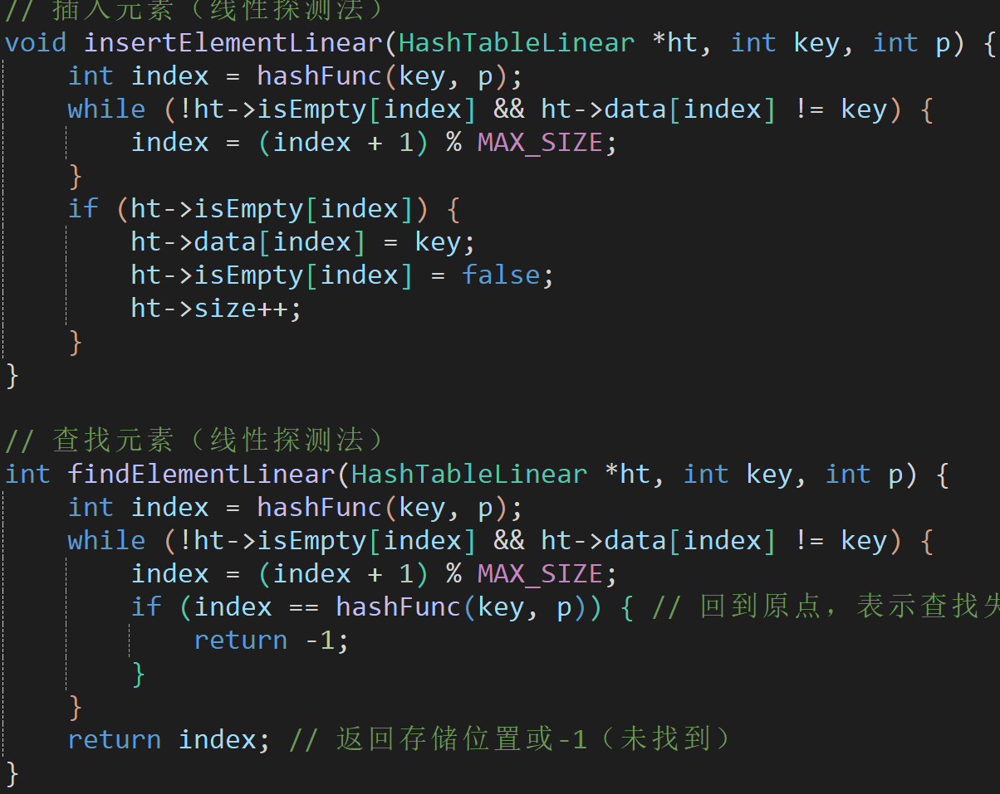 // 插入元素（线性探测法）
void insertElementLinear(HashTableLinear *ht, int key, int p) {
    int index = hashFunc(key, p);
    while (!ht->isEmpty[index] && ht->data[index] != key) {
        index = (index + 1) % MAX_SIZE;
    }
    if (ht->isEmpty[index]) {
        ht->data[index] = key;
        ht->isEmpty[index] = false;
        ht->size++;
    }
}

// 查找元素（线性探测法）
int findElementLinear(HashTableLinear *ht, int key, int p) {
    int index = hashFunc(key, p);
    while (!ht->isEmpty[index] && ht->data[index] != key) {
        index = (index + 1) % MAX_SIZE;
        if (index == hashFunc(key, p)) { // 回到原点，表示查找失
            return -1;
        }
    }
    return index; // 返回存储位置或-1（未找到）
}